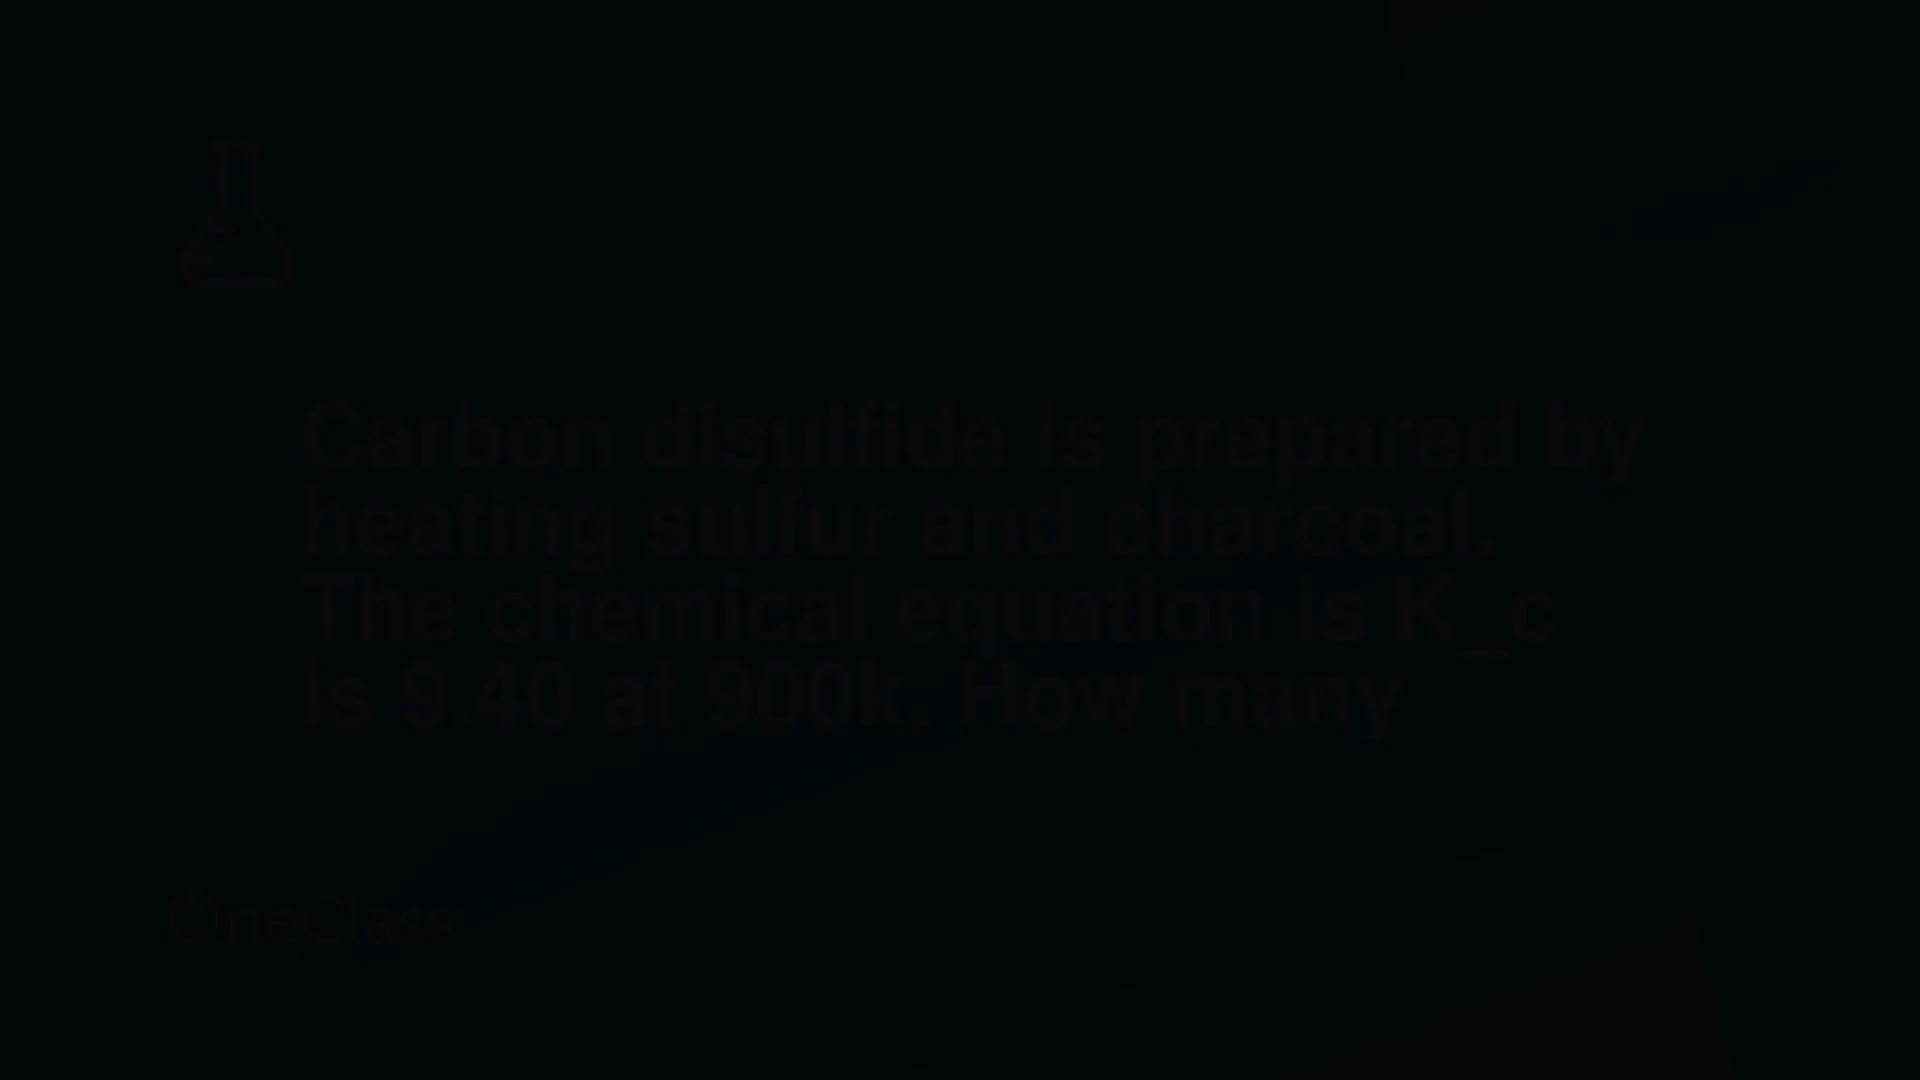 Carbon disulfide is prepared by
heating sulfur and charcoal.
The chemical equation is K_c
is 9.40 at 900k. How many
OneClass